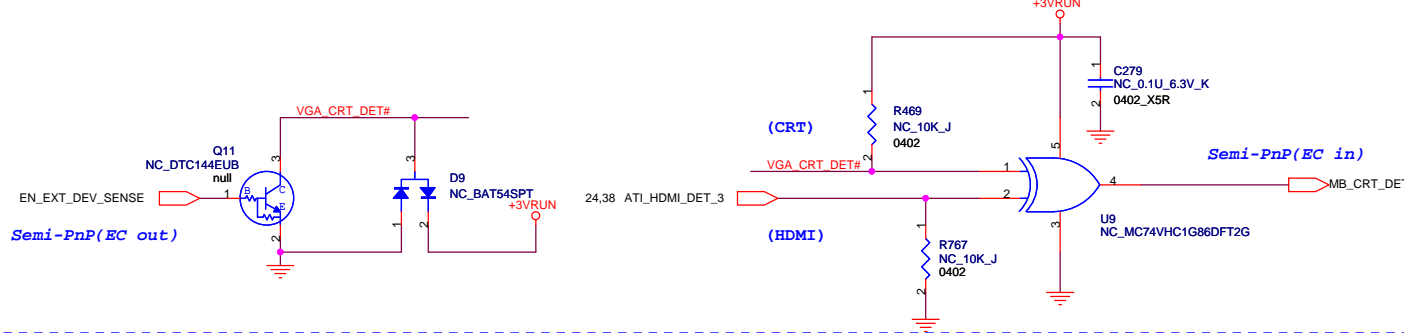 +3VRUN
C279
NC_0.1U_6.3V_K
0402_X5R
1
2
R469
NC_10K_J
0402
1
2
(CRT)
VGA_CRT_DET#
VGA_CRT_DET#
Q11
NC_DTC144EUB
null
3
B
C
E
1
2
EN_EXT_DEV_SENSE
Semi-PnP(EC out)
D9
NC_BAT54SPT
3
1
2
+3VRUN
24,38 ATI_HDMI_DET_3
(HDMI)
R767
NC_10K_J
0402
1
2
1
2
5
4
3
U9
NC_MC74VHC1G86DFT2G
Semi-PnP(EC in)
MB_CRT_DET